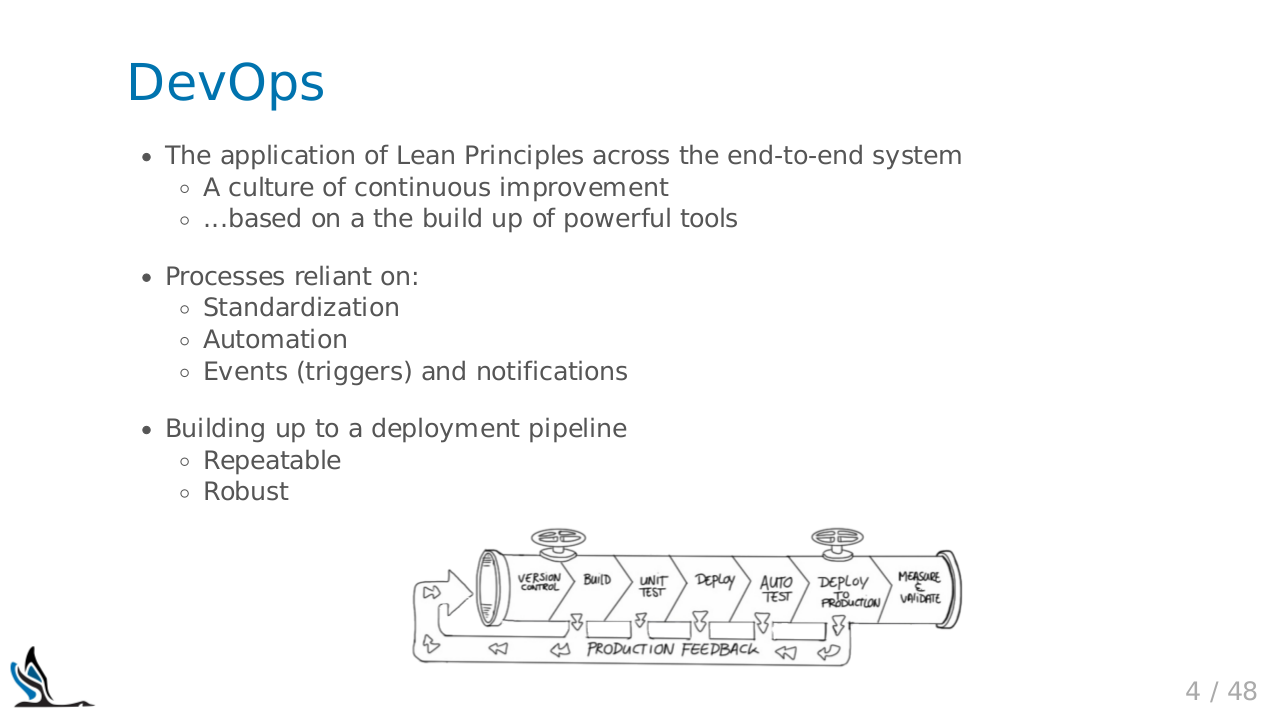 DevOps
• The application of Lean Principles across the end-to-end system
◦ A culture of continuous improvement
◦ ...based on a the build up of powerful tools
• Processes reliant on:
◦ Standardization
◦ Automation
◦ Events (triggers) and notifications
• Building up to a deployment pipeline
◦ Repeatable
◦ Robust
VERSION
CONTROL
BUILD
UNIT
TEST
DEPLOY
AUTO
TEST
DEPLOY
TO
PRODUCTION
MEASURE
&
VALIDATE
PRODUCTION FEEDBACK
4 / 48